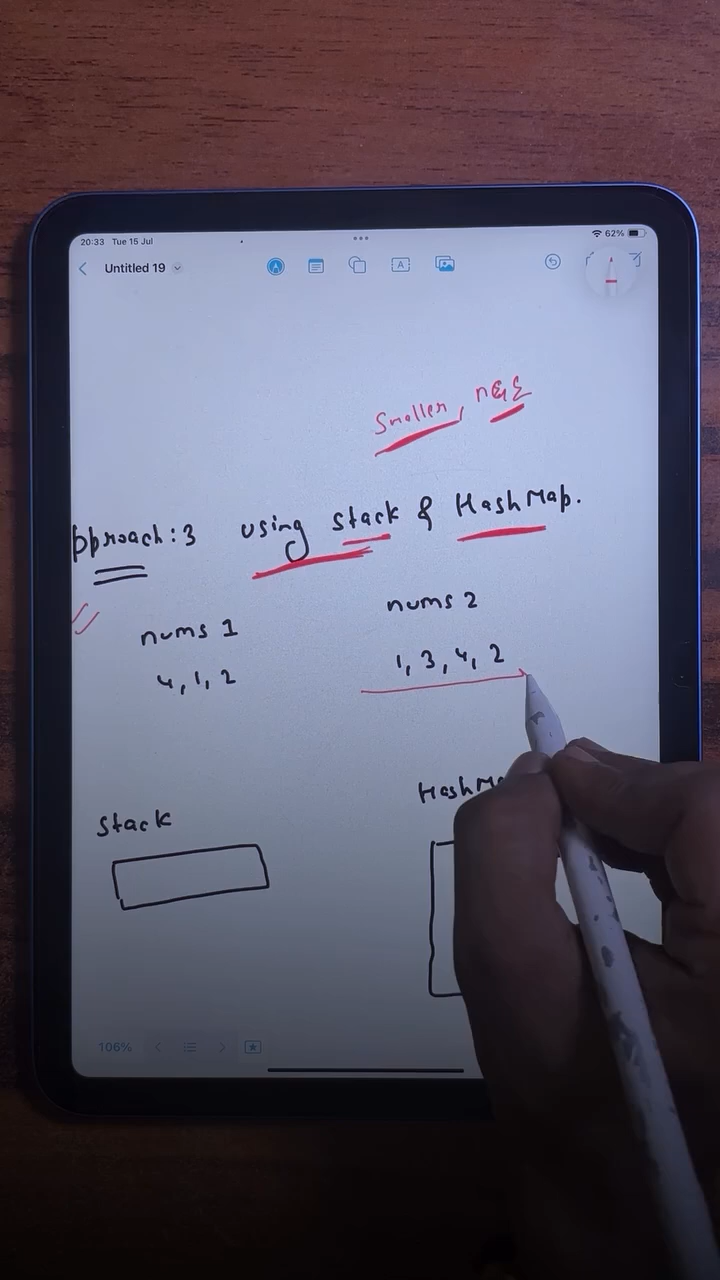 20:33 Tue 15 Jul
62%
Untitled 19
A
Smaller, nGE
pproach:3 using stack & HashMap.
nums 1
nums 2
4, 1, 2
1, 3, 4, 2
Stack
HashMa
106%